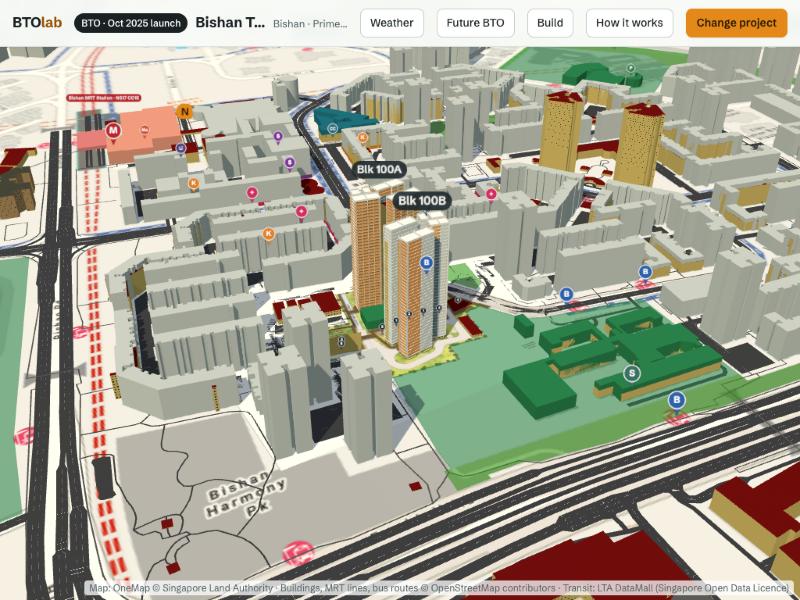 BTOlab
BTO · Oct 2025 launch
Bishan T...
Bishan · Prime...
Weather
Future BTO
Build
How it works
Change project
Bishan MRT Station - NS17 CC15
M
N
CC
K
Blk 100A
Blk 100B
K
K
B
B
B
S
B
Bishan
Harmony
Pk
Map: OneMap © Singapore Land Authority · Buildings, MRT lines, bus routes © OpenStreetMap contributors · Transit: LTA DataMall (Singapore Open Data Licence)